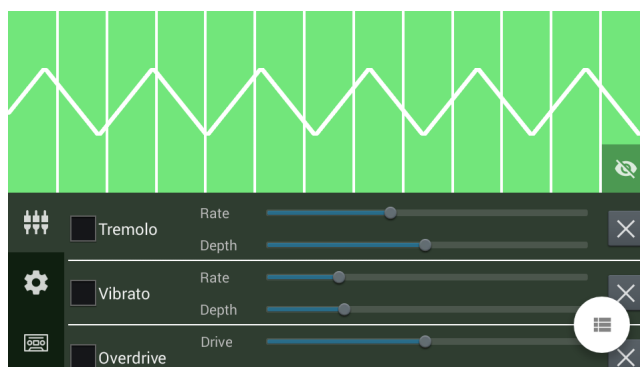 Rate
Tremolo
Depth
Rate
Vibrato
Depth
Drive
Overdrive